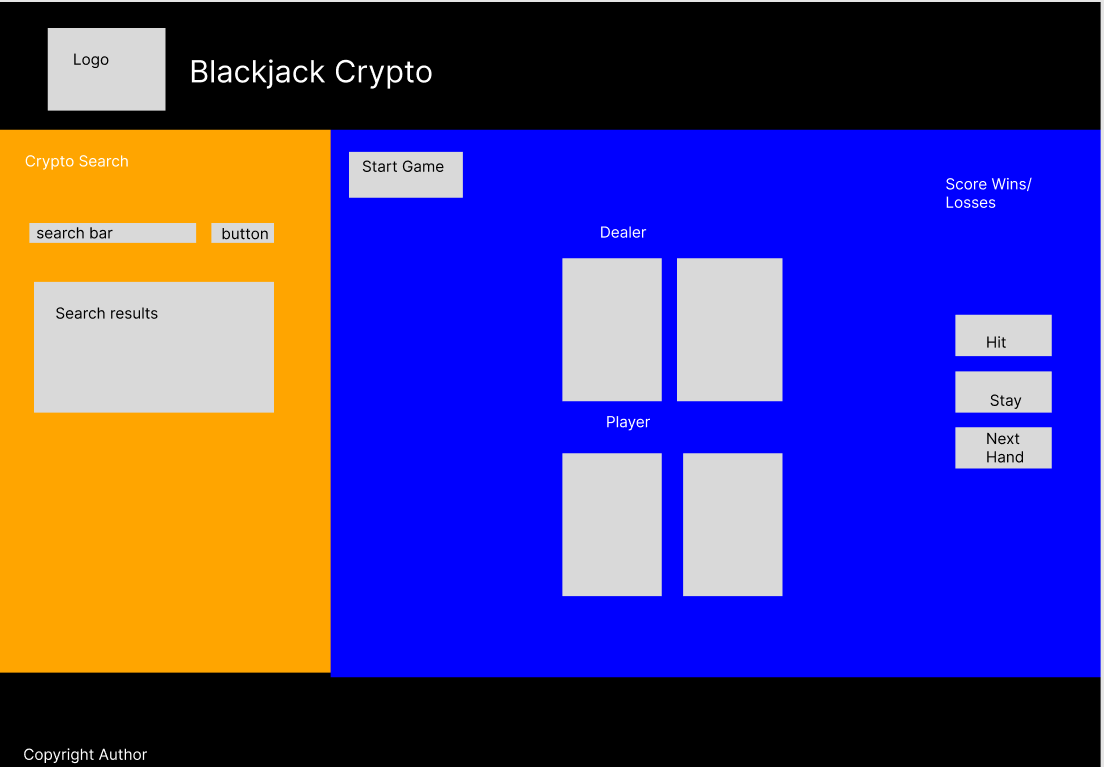 Logo
Blackjack Crypto
Crypto Search
search bar
button
Search results
Start Game
Score Wins/
Losses
Dealer
Player
Hit
Stay
Next
Hand
Copyright Author